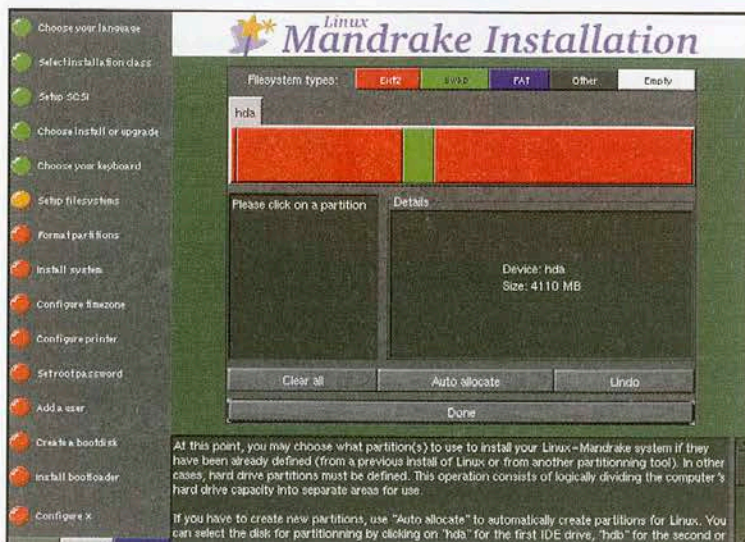 Choose your language
Select installation class
Setup SCSI
Choose install or upgrade
Choose your keyboard
Setup filesystems
Format partitions
Install system
Configure timezone
Configure printer
Set root password
Add a user
Create a bootdisk
Install bootloader
Configure X
Linux
Mandrake Installation
Filesystem types:
Ext2
Swap
FAT
Other
Empty
hda
Please click on a partition
Details
Device: hda
Size: 4110 MB
Clear all
Auto allocate
Undo
Done
At this point, you may choose what partition(s) to use to install your Linux-Mandrake system if they
have been already defined (from a previous install of Linux or from another partitionning tool). In other
cases, hard drive partitions must be defined. This operation consists of logically dividing the computer's
hard drive capacity into separate areas for use.
If you have to create new partitions, use "Auto allocate" to automatically create partitions for Linux. You
can select the disk for partitionning by clicking on "hda" for the first IDE drive, "hdb" for the second or